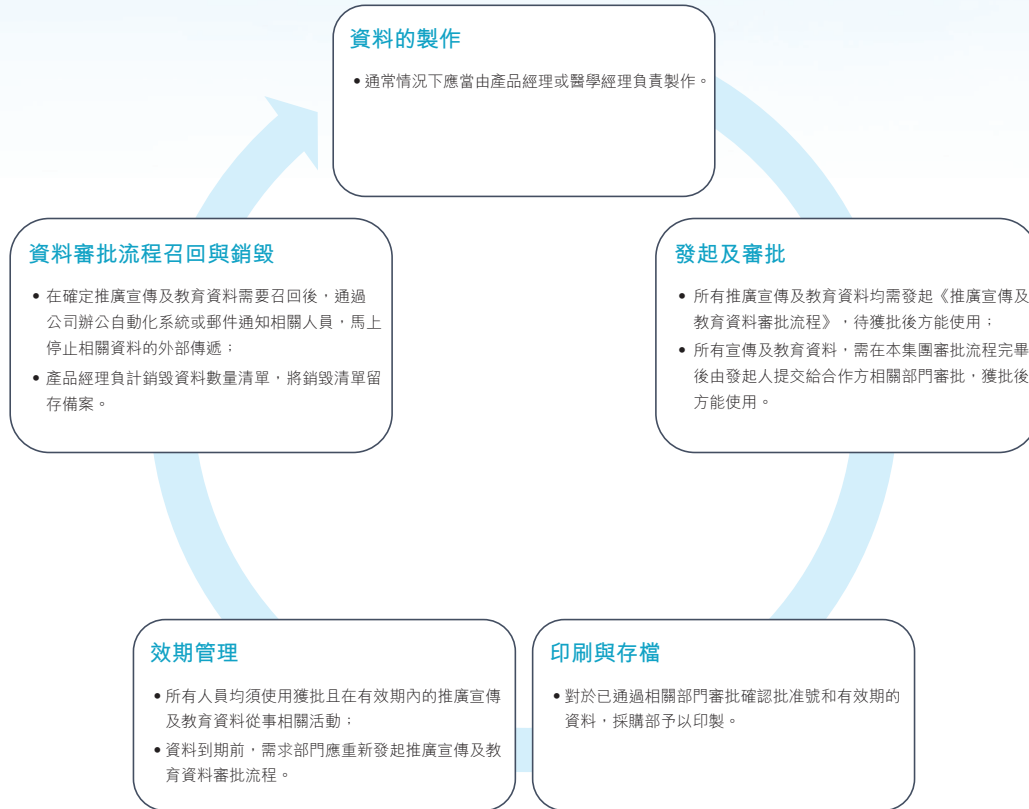 資料的製作
• 通常情況下應當由產品經理或醫學經理負責製作。
資料審批流程召回與銷毀
• 在確定推廣宣傳及教育資料需要召回後，通過
公司辦公自動化系統或郵件通知相關人員，馬上
停止相關資料的外部傳遞；
• 產品經理負計銷毀資料數量清單，將銷毀清單留
存備案。
發起及審批
• 所有推廣宣傳及教育資料均需發起《推廣宣傳及
教育資料審批流程》，待獲批後方能使用；
• 所有宣傳及教育資料，需在本集團審批流程完畢
後由發起人提交給合作方相關部門審批，獲批後
方能使用。
效期管理
• 所有人員均須使用獲批且在有效期內的推廣宣傳
及教育資料從事相關活動；
• 資料到期前，需求部門應重新發起推廣宣傳及教
育資料審批流程。
印刷與存檔
• 對於已通過相關部門審批確認批准號和有效期的
資料，採購部予以印製。